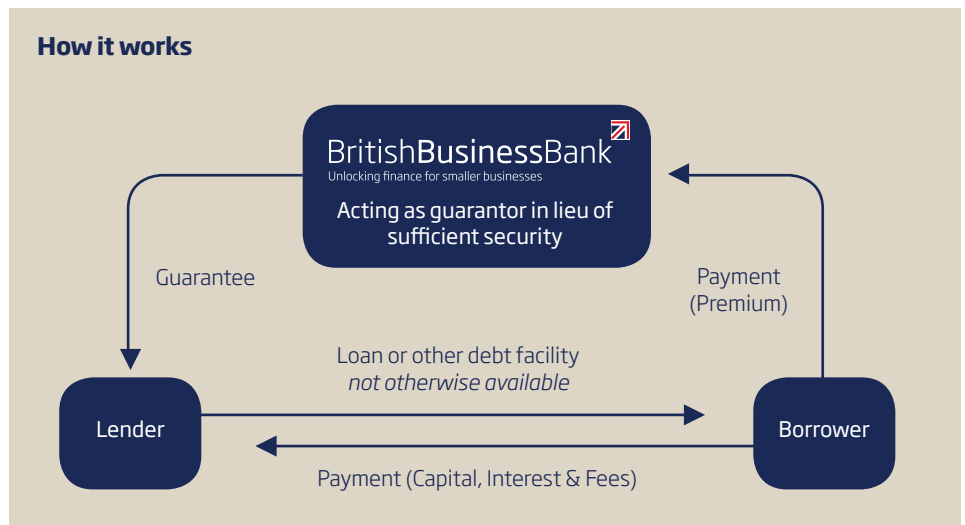 How it works
BritishBusinessBank
Unlocking finance for smaller businesses
Acting as guarantor in lieu of
sufficient security
Guarantee
Payment
(Premium)
Loan or other debt facility
not otherwise available
Lender
Borrower
Payment (Capital, Interest & Fees)